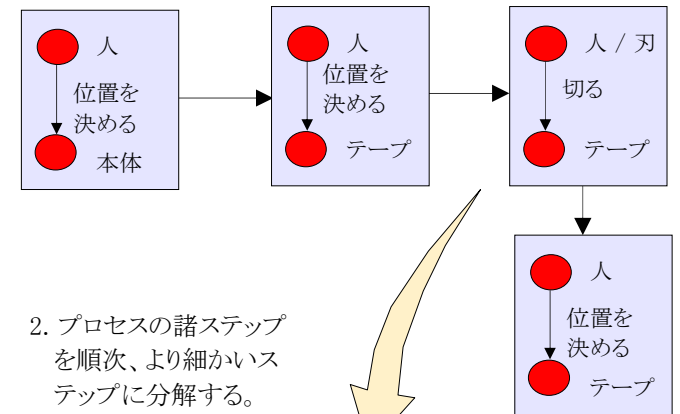 人
位置を
決める
本体
人
位置を
決める
テープ
人 / 刃
切る
テープ
人
位置を
決める
テープ
2. プロセスの諸ステップ
を順次、より細かいス
テップに分解する。